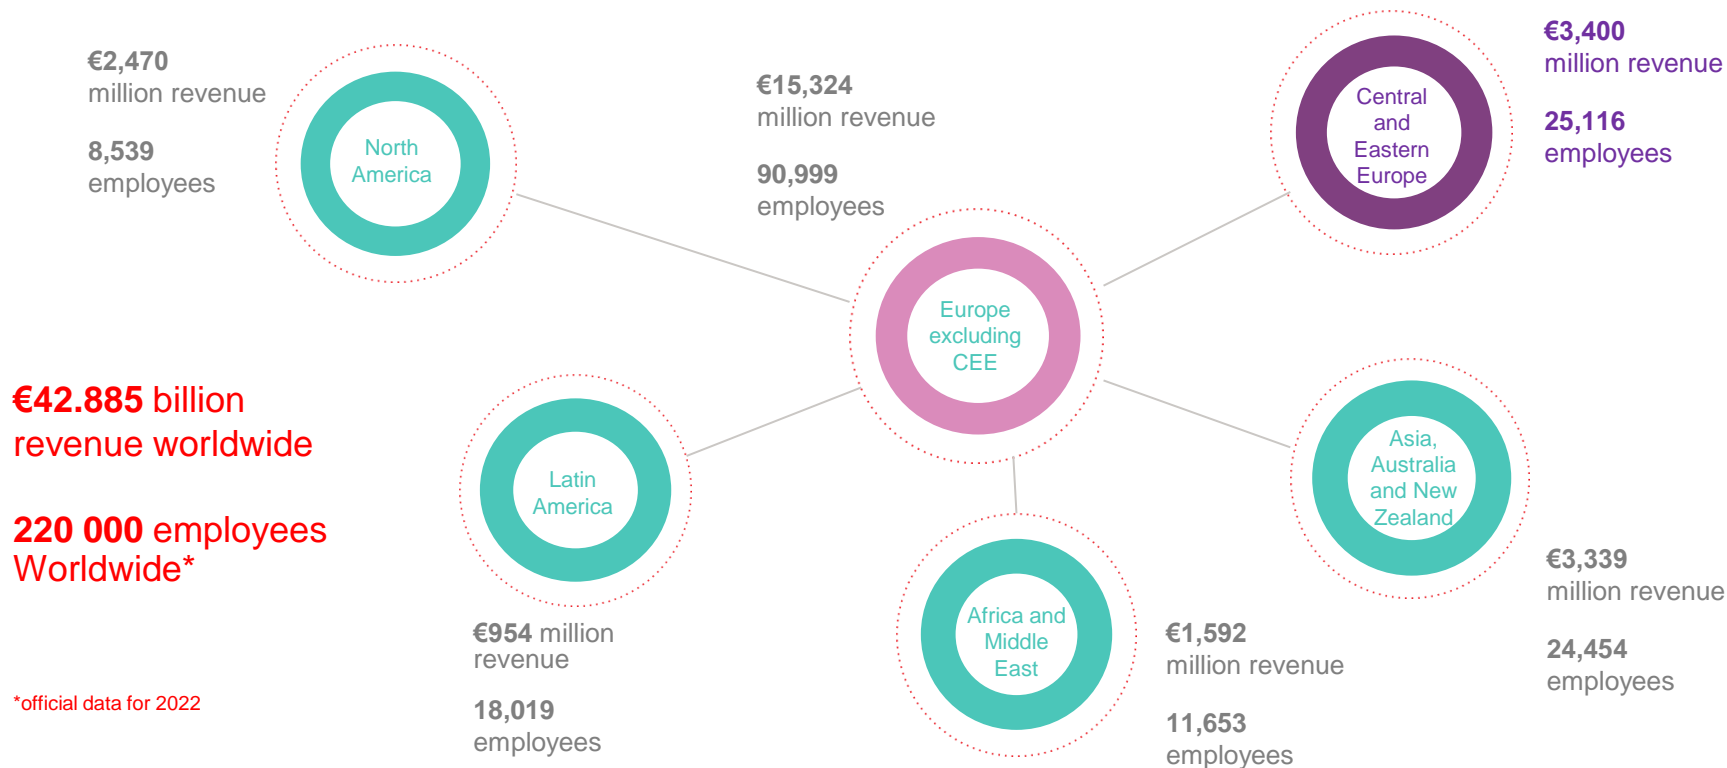 €2,470
million revenue
8,539
employees
North
America
€15,324
million revenue
90,999
employees
Central
and
Eastern
Europe
€3,400
million revenue
25,116
employees
Europe
excluding
CEE
€42.885 billion
revenue worldwide
220 000 employees
Worldwide*
*official data for 2022
Latin
America
€954 million
revenue
18,019
employees
Africa and
Middle
East
€1,592
million revenue
11,653
employees
Asia,
Australia
and New
Zealand
€3,339
million revenue
24,454
employees